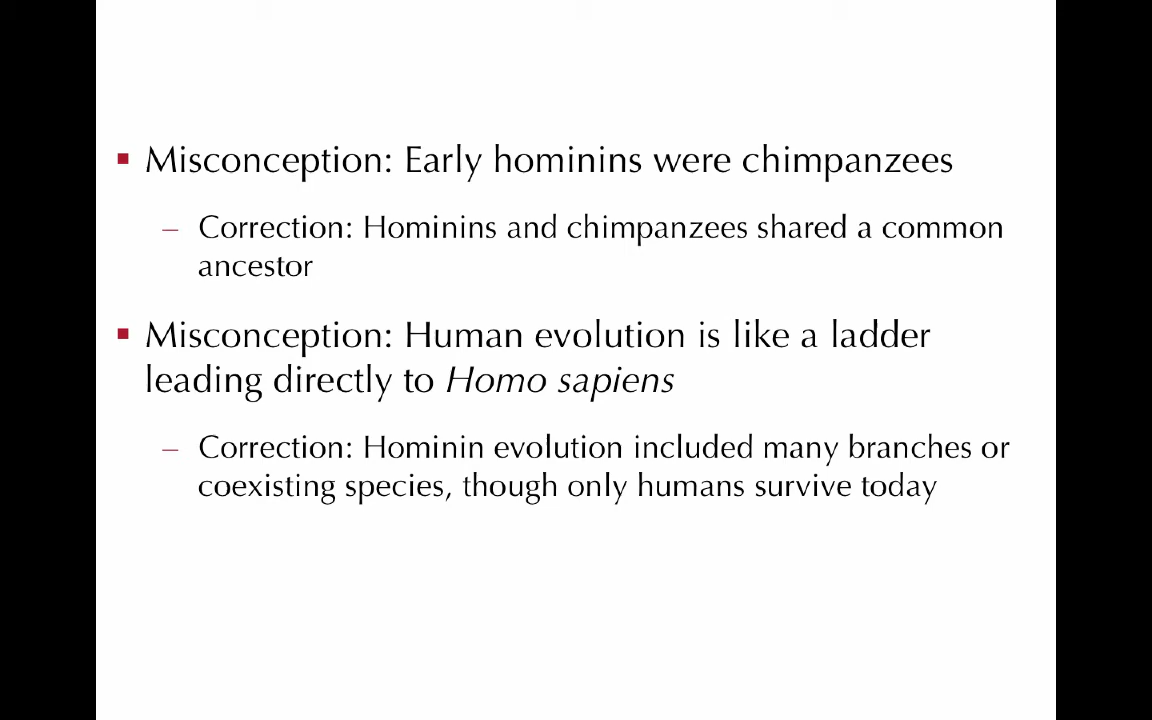 ▪ Misconception: Early hominins were chimpanzees
– Correction: Hominins and chimpanzees shared a common
ancestor
▪ Misconception: Human evolution is like a ladder
leading directly to Homo sapiens
– Correction: Hominin evolution included many branches or
coexisting species, though only humans survive today